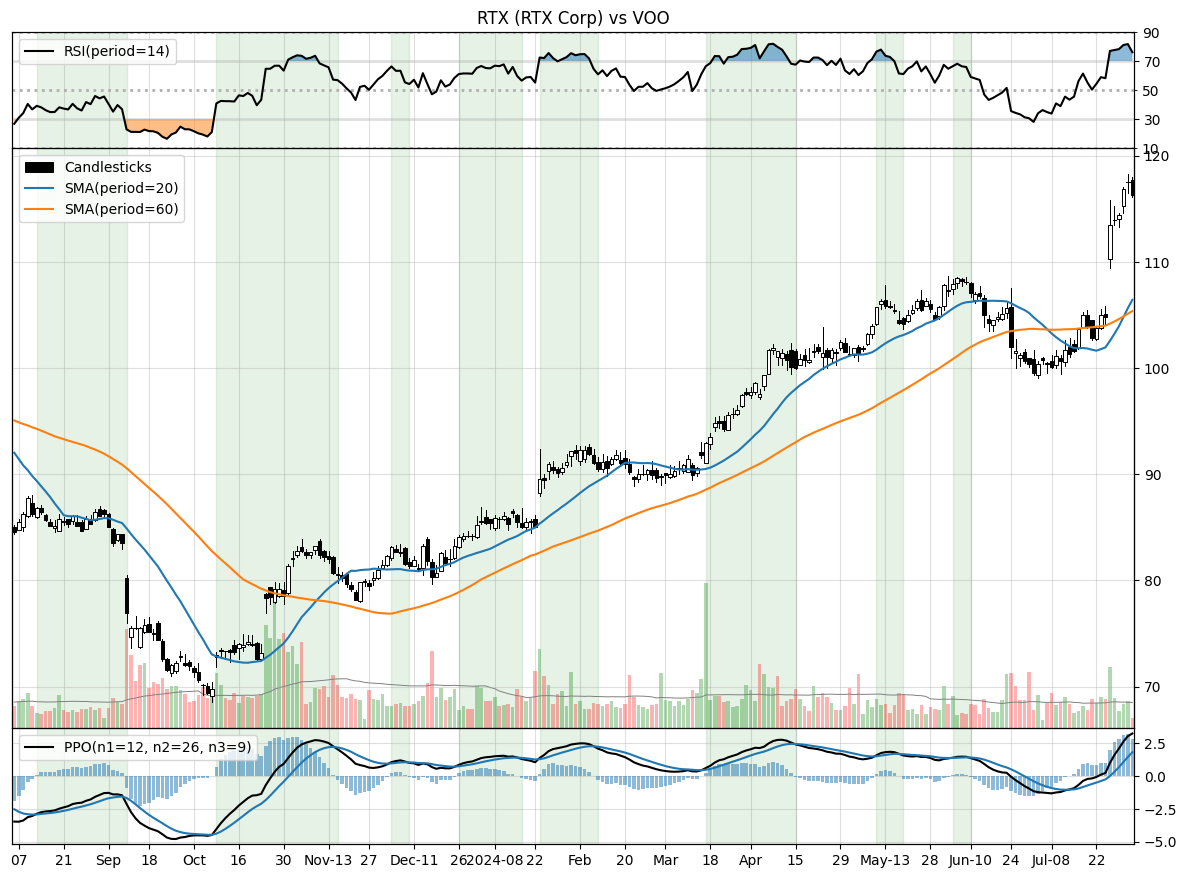 RTX (RTX Corp) vs VOO
RSI(period=14)
90
70
50
30
10
Candlesticks
SMA(period=20)
SMA(period=60)
120
110
100
90
80
70
PPO(n1=12, n2=26, n3=9)
2.5
0.0
−2.5
−5.0
07 21 Sep 18 Oct 16 30 Nov-13 27 Dec-11 26 2024-08 22 Feb 20 Mar 18 Apr 15 29 May-13 28 Jun-10 24 Jul-08 22